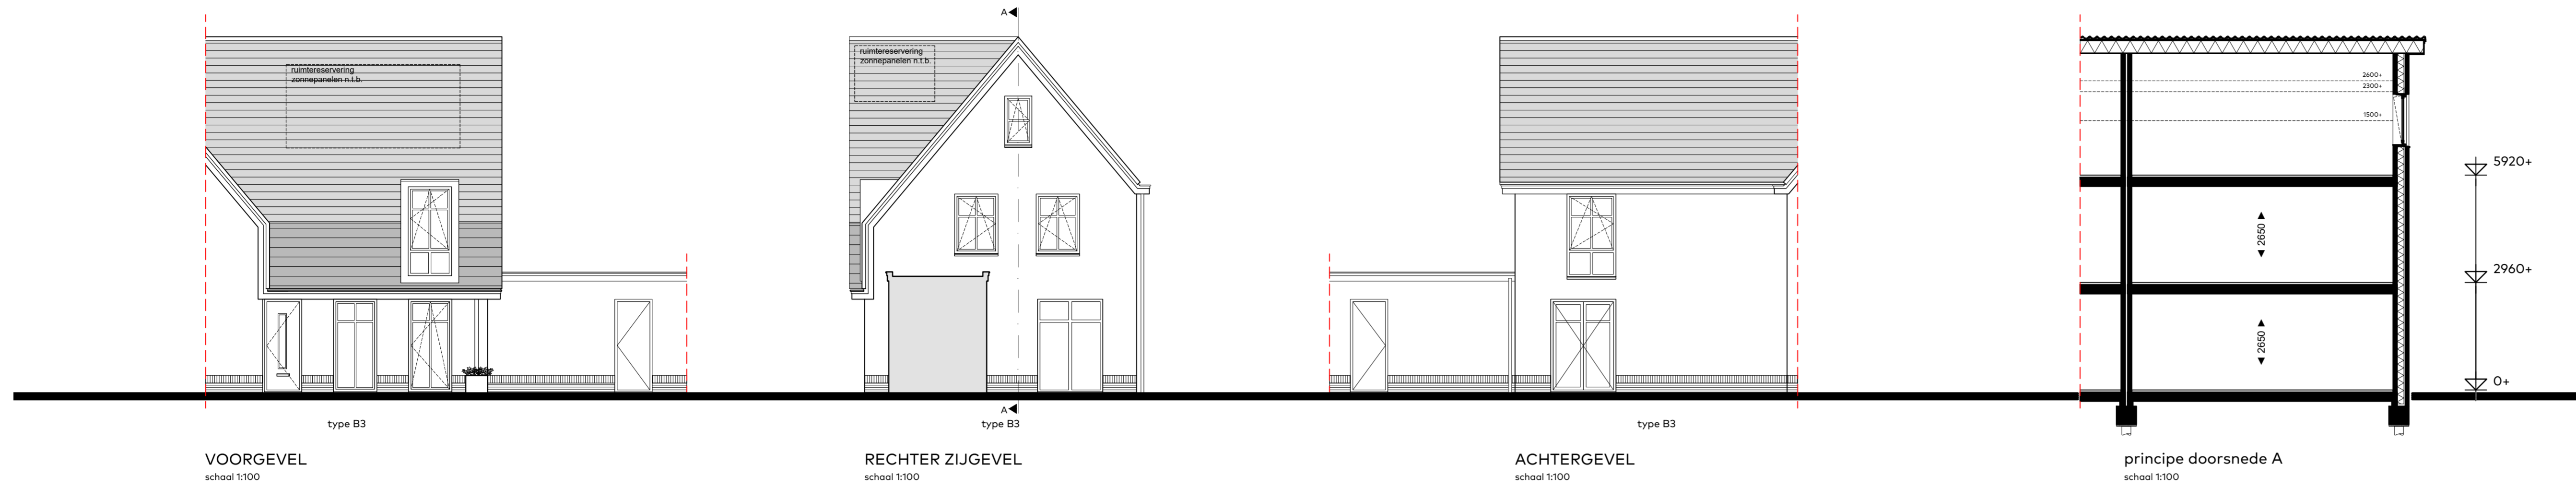 ruimtereservering
zonnepanelen n.t.b.
type B3
VOORGEVEL
schaal 1:100
A
ruimtereservering
zonnepanelen n.t.b.
A
type B3
RECHTER ZIJGEVEL
schaal 1:100
type B3
ACHTERGEVEL
schaal 1:100
2600+
2300+
1500+
2650
2650
5920+
2960+
0+
principe doorsnede A
schaal 1:100